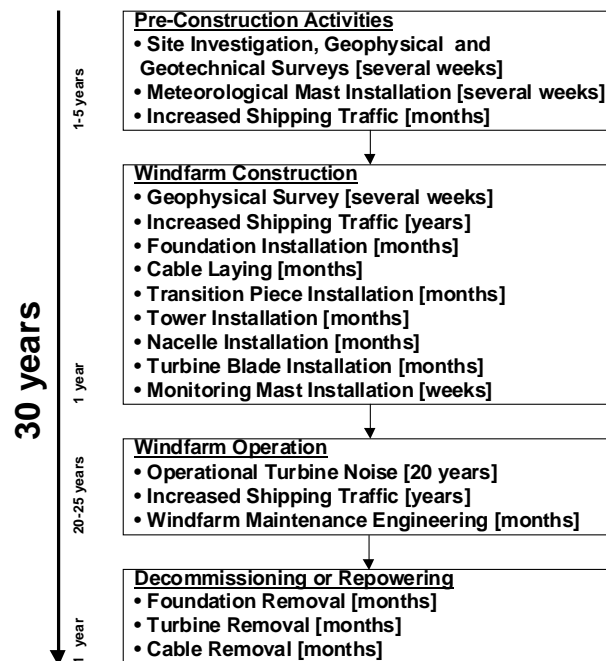 30 years
1-5 years
Pre-Construction Activities
• Site Investigation, Geophysical and
Geotechnical Surveys [several weeks]
• Meteorological Mast Installation [several weeks]
• Increased Shipping Traffic [months]
1 year
Windfarm Construction
• Geophysical Survey [several weeks]
• Increased Shipping Traffic [years]
• Foundation Installation [months]
• Cable Laying [months]
• Transition Piece Installation [months]
• Tower Installation [months]
• Nacelle Installation [months]
• Turbine Blade Installation [months]
• Monitoring Mast Installation [weeks]
20-25 years
Windfarm Operation
• Operational Turbine Noise [20 years]
• Increased Shipping Traffic [years]
• Windfarm Maintenance Engineering [months]
1 year
Decommissioning or Repowering
• Foundation Removal [months]
• Turbine Removal [months]
• Cable Removal [months]